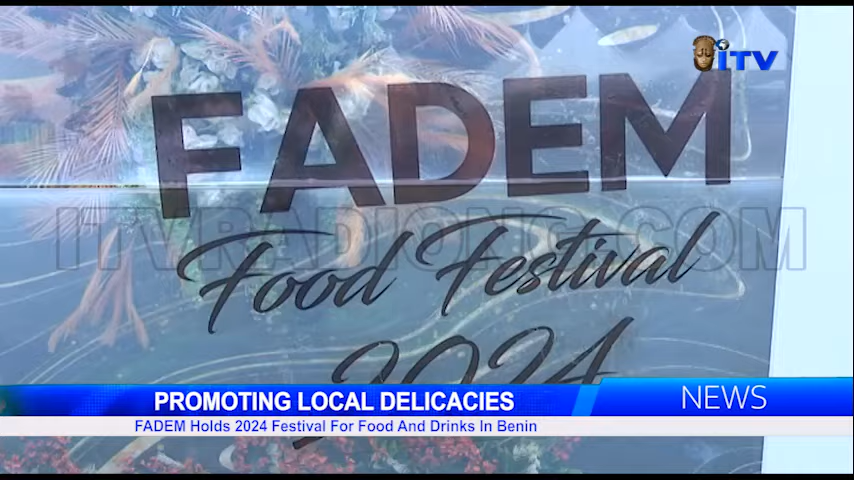 iTV
FADEM
ITVRADIONG.COM
Food Festival
2024
PROMOTING LOCAL DELICACIES
NEWS
FADEM Holds 2024 Festival For Food And Drinks In Benin